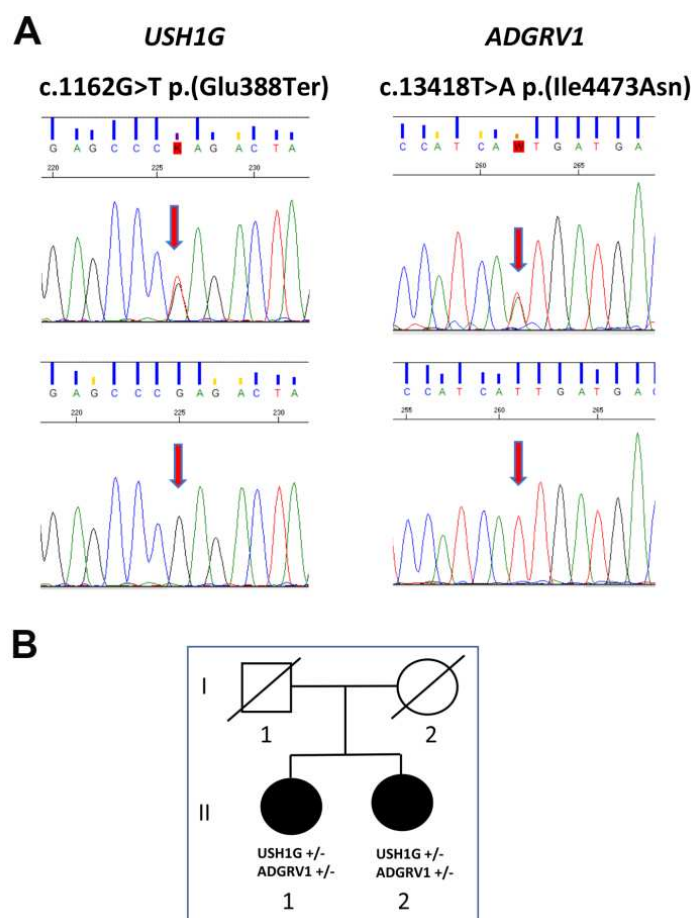 A
USH1G
ADGRV1
c.1162G>T p.(Glu388Ter)
c.13418T>A p.(Ile4473Asn)
G A G C C C K A G A C T A
220 225 230
C C A T C A W T G A T G A
260 265
G A G C C C G A G A C T A
220 225 230
C C A T C A T T G A T G A C
255 260 265
B
I
1 2
II
USH1G +/- USH1G +/-
ADGRV1 +/- ADGRV1 +/-
1 2